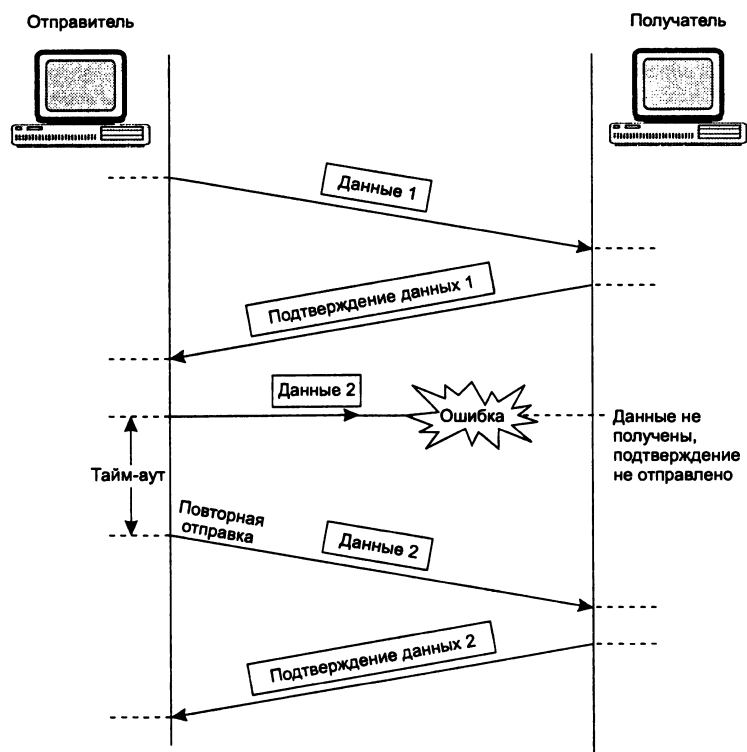 Отправитель
Получатель
Данные 1
Подтверждение данных 1
Данные 2
Ошибка
Данные не
получены,
подтверждение
не отправлено
Тайм-аут
Повторная
отправка
Данные 2
Подтверждение данных 2